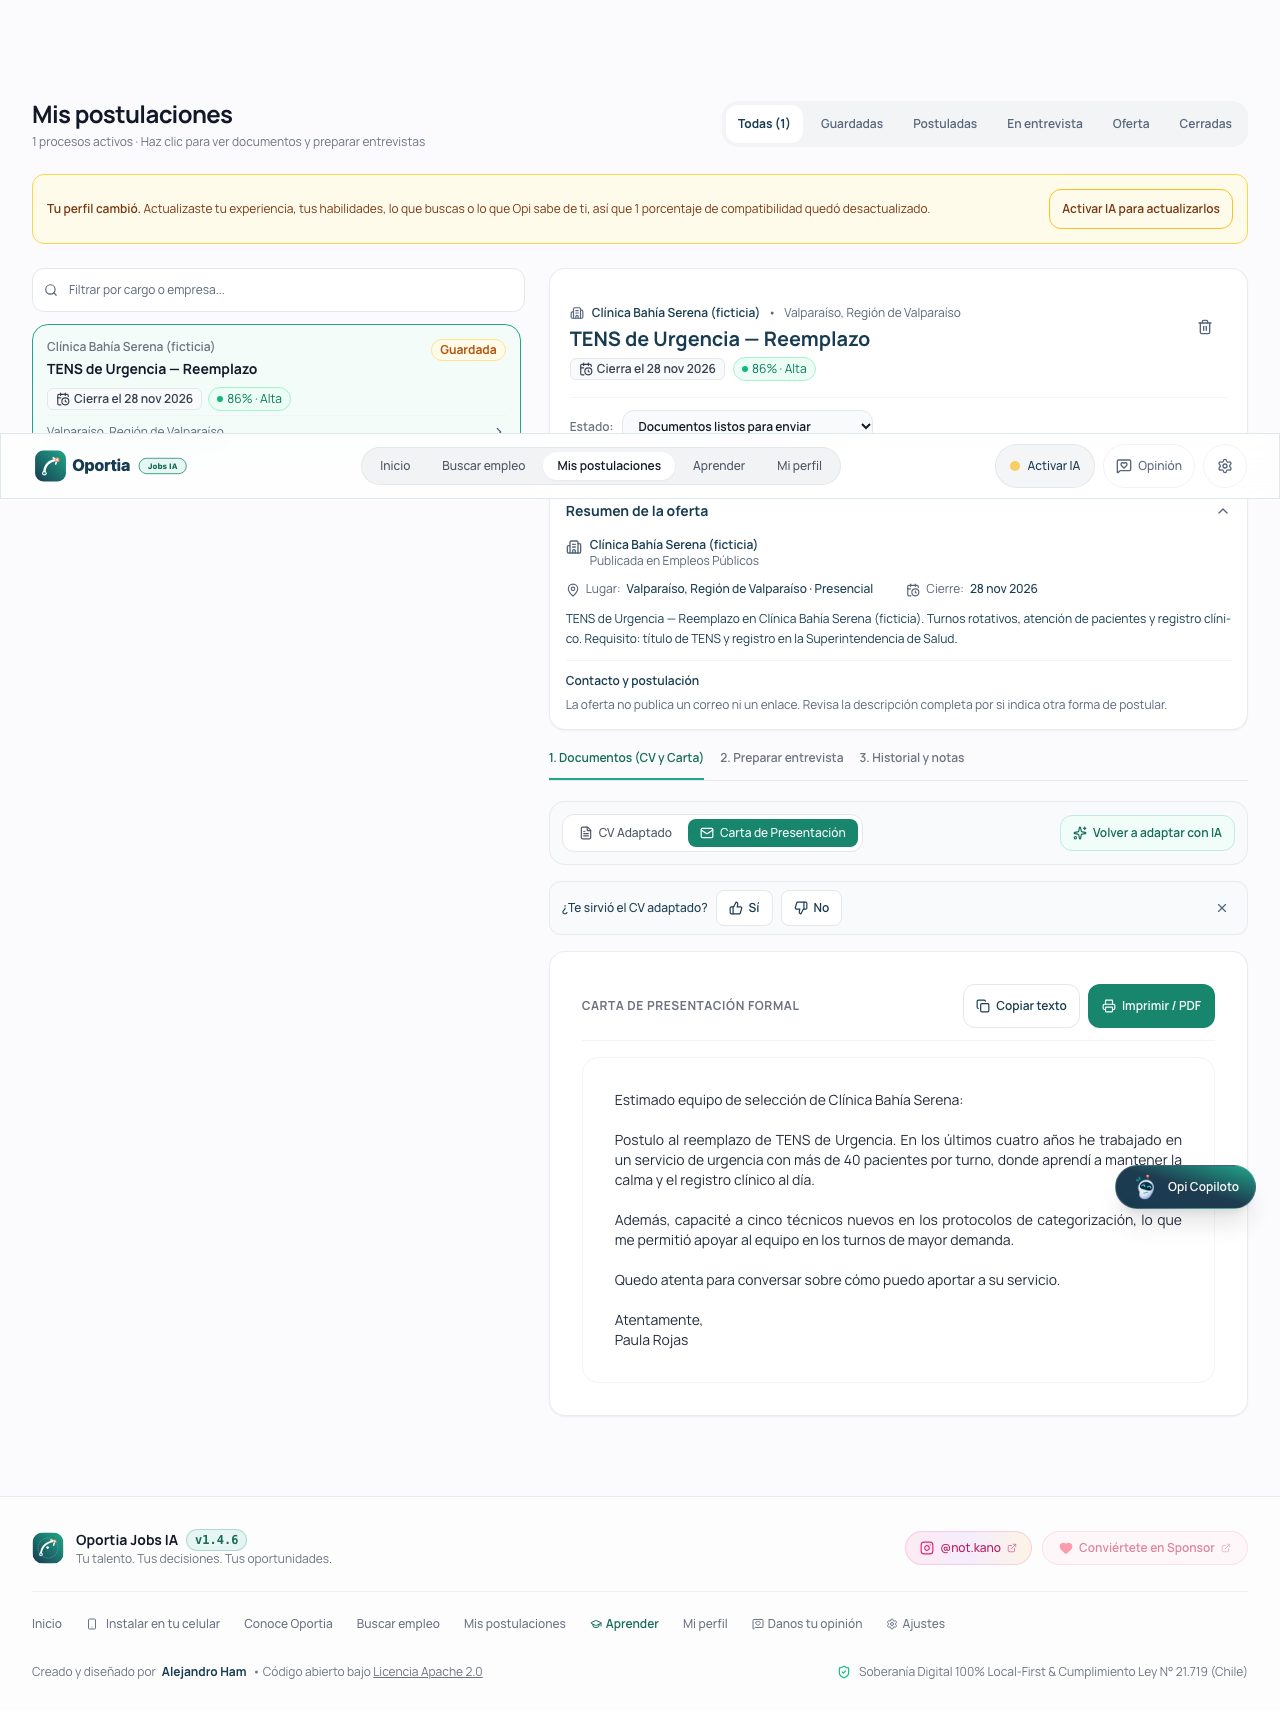 Mis postulaciones
1 procesos activos · Haz clic para ver documentos y preparar entrevistas
Todas (1)
Guardadas
Postuladas
En entrevista
Oferta
Cerradas
Tu perfil cambió. Actualizaste tu experiencia, tus habilidades, lo que buscas o lo que Opi sabe de ti, así que 1 porcentaje de compatibilidad quedó desactualizado.
Activar IA para actualizarlos
Filtrar por cargo o empresa...
Clínica Bahía Serena (ficticia)
Guardada
TENS de Urgencia — Reemplazo
Cierra el 28 nov 2026
86% · Alta
Valparaíso, Región de Valparaíso
Clínica Bahía Serena (ficticia) • Valparaíso, Región de Valparaíso
TENS de Urgencia — Reemplazo
Cierra el 28 nov 2026
86% · Alta
Estado:
Documentos listos para enviar
Oportia
Jobs IA
Inicio
Buscar empleo
Mis postulaciones
Aprender
Mi perfil
Activar IA
Opinión
Resumen de la oferta
Clínica Bahía Serena (ficticia)
Publicada en Empleos Públicos
Lugar: Valparaíso, Región de Valparaíso · Presencial
Cierre: 28 nov 2026
TENS de Urgencia — Reemplazo en Clínica Bahía Serena (ficticia). Turnos rotativos, atención de pacientes y registro clíni-
co. Requisito: título de TENS y registro en la Superintendencia de Salud.
Contacto y postulación
La oferta no publica un correo ni un enlace. Revisa la descripción completa por si indica otra forma de postular.
1. Documentos (CV y Carta)
2. Preparar entrevista
3. Historial y notas
CV Adaptado
Carta de Presentación
Volver a adaptar con IA
¿Te sirvió el CV adaptado?
Sí
No
CARTA DE PRESENTACIÓN FORMAL
Copiar texto
Imprimir / PDF
Estimado equipo de selección de Clínica Bahía Serena:
Postulo al reemplazo de TENS de Urgencia. En los últimos cuatro años he trabajado en
un servicio de urgencia con más de 40 pacientes por turno, donde aprendí a mantener la
calma y el registro clínico al día.
Opi Copiloto
Además, capacité a cinco técnicos nuevos en los protocolos de categorización, lo que
me permitió apoyar al equipo en los turnos de mayor demanda.
Quedo atenta para conversar sobre cómo puedo aportar a su servicio.
Atentamente,
Paula Rojas
Oportia Jobs IA
v1.4.6
Tu talento. Tus decisiones. Tus oportunidades.
@not.kano
Conviértete en Sponsor
Inicio
Instalar en tu celular
Conoce Oportia
Buscar empleo
Mis postulaciones
Aprender
Mi perfil
Danos tu opinión
Ajustes
Creado y diseñado por Alejandro Ham • Código abierto bajo Licencia Apache 2.0
Soberanía Digital 100% Local-First & Cumplimiento Ley N° 21.719 (Chile)